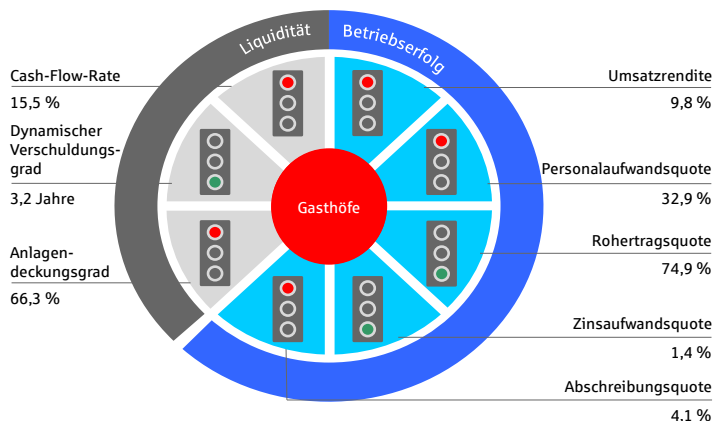 Liquidität
Betriebserfolg
Cash-Flow-Rate
15,5 %
Dynamischer
Verschuldungs-
grad
3,2 Jahre
Anlagen-
deckungsgrad
66,3 %
Gasthöfe
Umsatzrendite
9,8 %
Personalaufwandsquote
32,9 %
Rohertragsquote
74,9 %
Zinsaufwandsquote
1,4 %
Abschreibungsquote
4.1 %